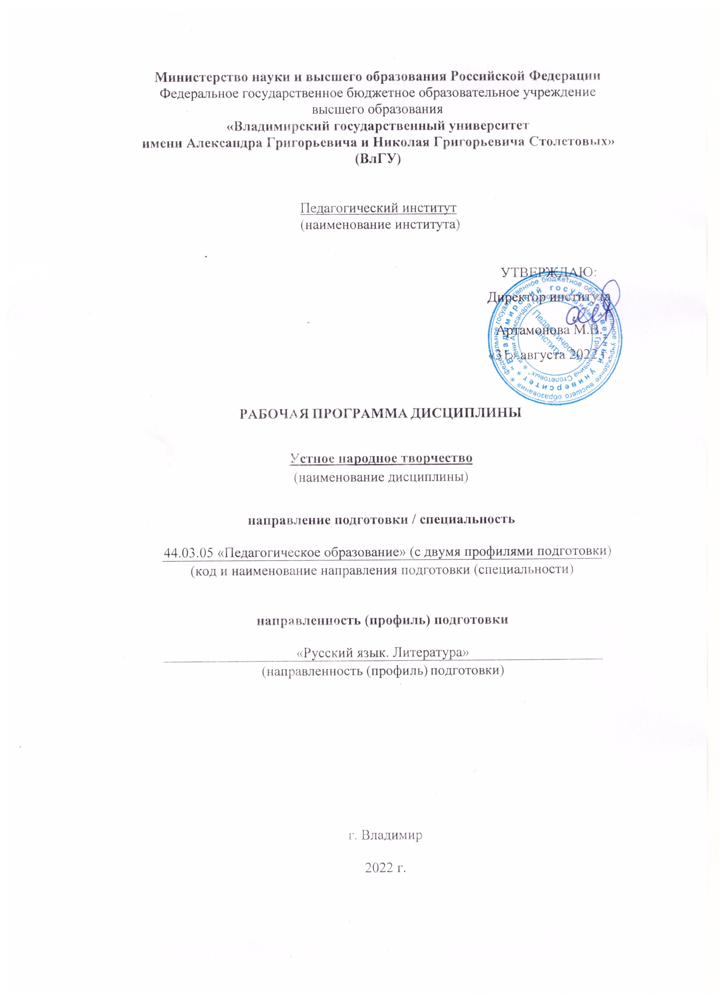 Министерство науки и высшего образования Российской Федерации
Федеральное государственное бюджетное образовательное учреждение
высшего образования
«Владимирский государственный университет
имени Александра Григорьевича и Николая Григорьевича Столетовых»
(ВлГУ)
Педагогический институт
(наименование института)
УТВЕРЖДАЮ:
Директор института
Артамонова М.В.
«31» августа 2022 г
федеральное государственное бюджетное образовательное учреждение высшего образования
"Владимирский государственный университет
имени Александра Григорьевича и Николая Григорьевича Столетовых"
Педагогический
институт
РАБОЧАЯ ПРОГРАММА ДИСЦИПЛИНЫ
Устное народное творчество
(наименование дисциплины)
направление подготовки / специальность
44.03.05 «Педагогическое образование» (с двумя профилями подготовки)
(код и наименование направления подготовки (специальности)
направленность (профиль) подготовки
«Русский язык. Литература»
(направленность (профиль) подготовки)
г. Владимир
2022 г.